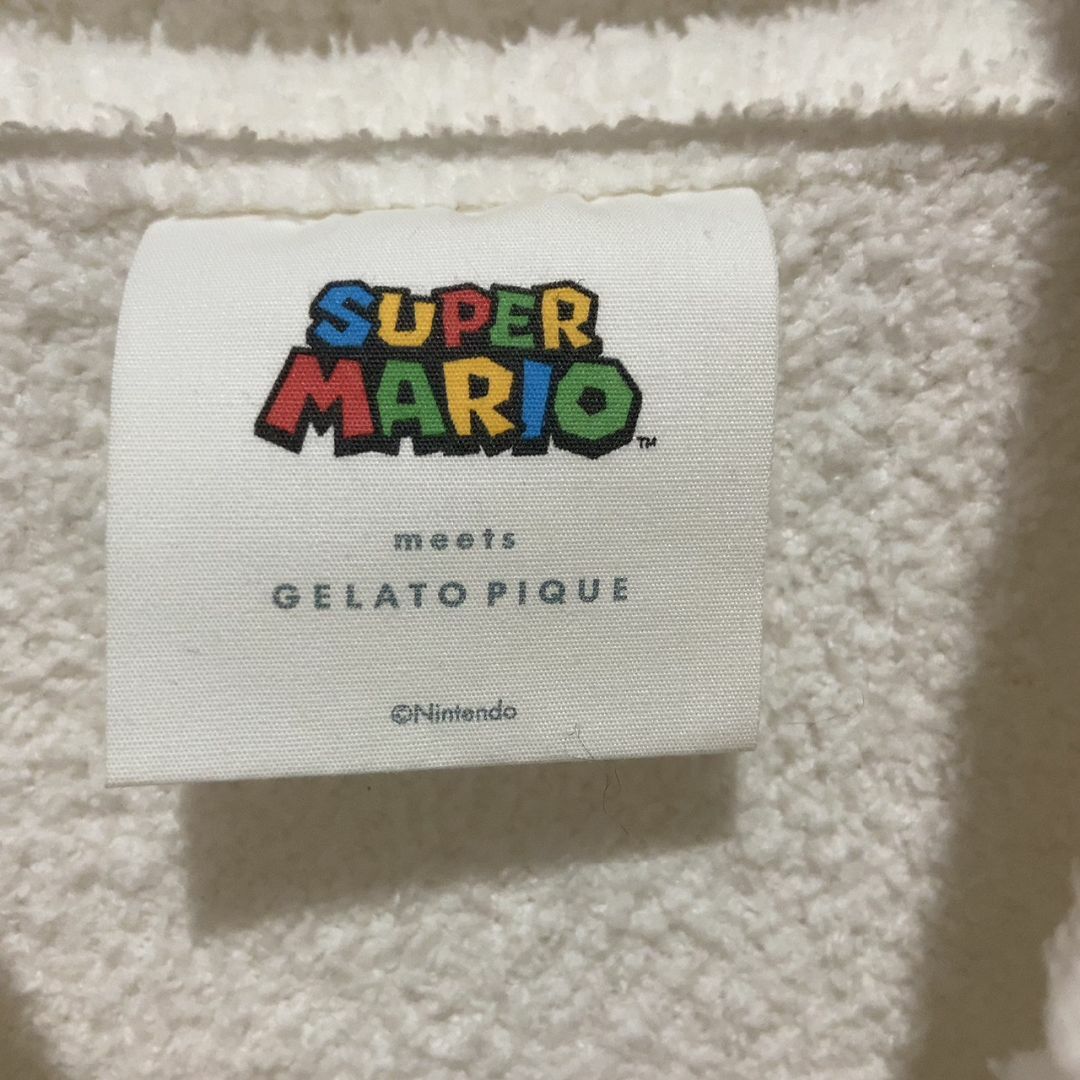 SUPER
MARIO™
meets
GELATO PIQUE
©Nintendo